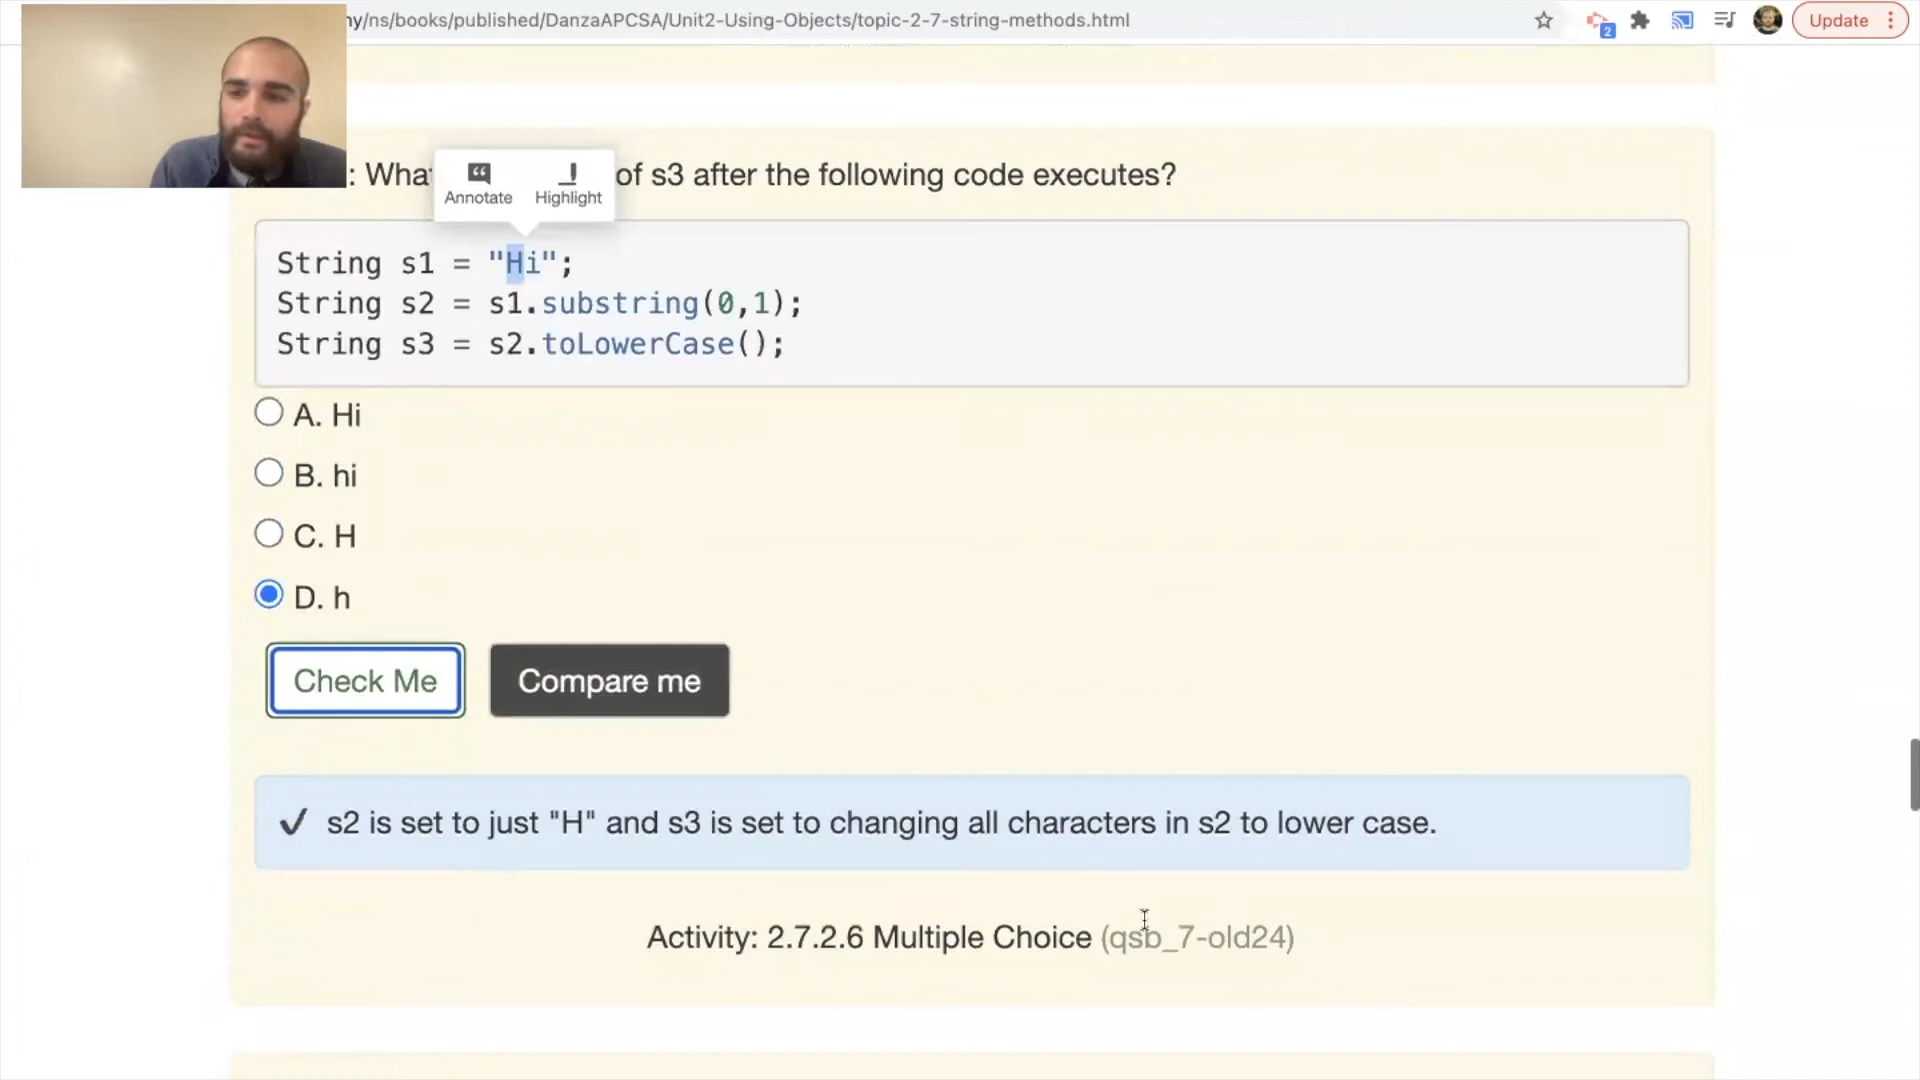 ny/ns/books/published/DanzaAPCSA/Unit2-Using-Objects/topic-2-7-string-methods.html
2
Update
: What
of s3 after the following code executes?
Annotate
Highlight
String s1 = "Hi";
String s2 = s1.substring(0,1);
String s3 = s2.toLowerCase();
A. Hi
B. hi
C. H
D. h
Check Me
Compare me
✔ s2 is set to just "H" and s3 is set to changing all characters in s2 to lower case.
Activity: 2.7.2.6 Multiple Choice (qsb_7-old24)